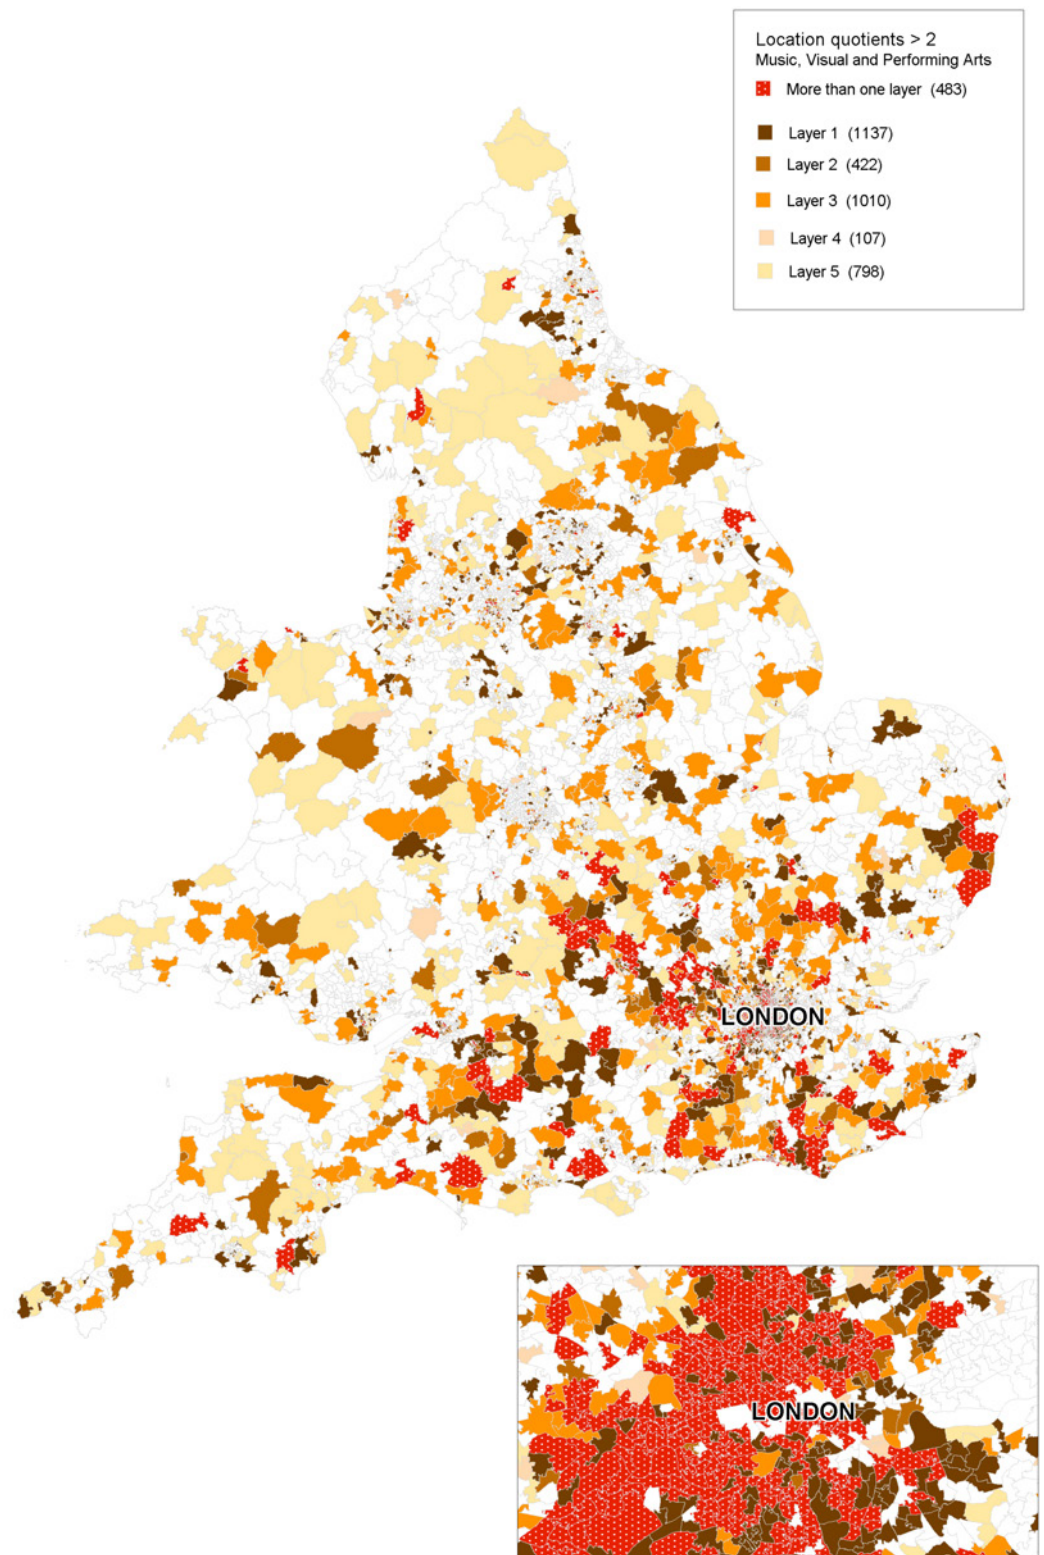 Location quotients > 2
Music, Visual and Performing Arts
More than one layer (483)
Layer 1 (1137)
Layer 2 (422)
Layer 3 (1010)
Layer 4 (107)
Layer 5 (798)
LONDON
LONDON